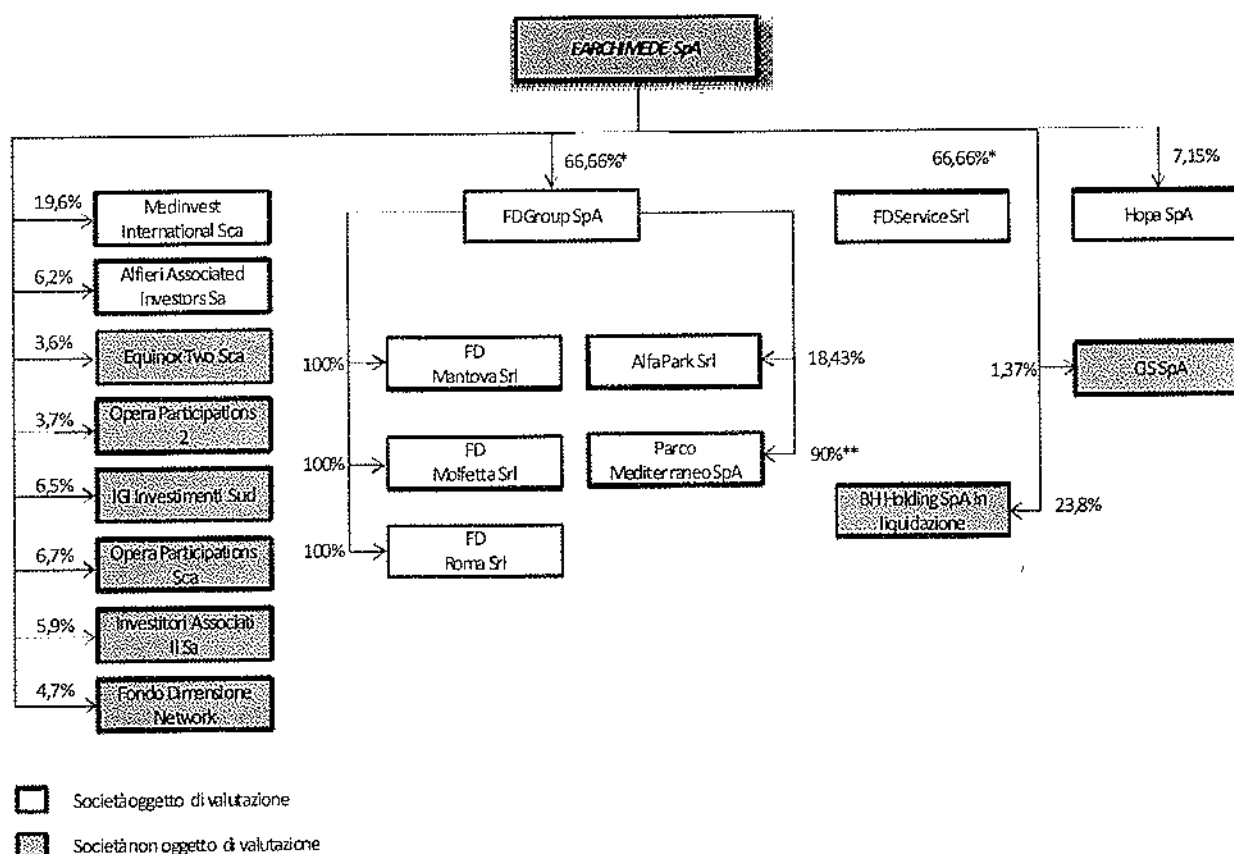 EARCHIMEDE SpA
66,66%*
66,66%*
7,15%
19,6%
Medinvest
International Sca
FDGroup SpA
FDService Srl
Hopa SpA
6,2%
Alfieri Associated
Investors Sa
3,6%
Equinox Two Sca
100%
FD
Mantova Srl
AlfaPark Srl
18,43%
1,37%
GS SpA
3,7%
Opera Participations
2
100%
FD
Molfetta Srl
Parco
Mediterraneo SpA
90%**
6,5%
IGI Investimenti Sud
BH Holding SpA in
liquidazione
23,8%
6,7%
Opera Participations
Sca
100%
FD
Roma Srl
5,9%
Investitori Associati
II Sa
4,7%
Fondo Dimensione
Network
Società oggetto di valutazione
Società non oggetto di valutazione